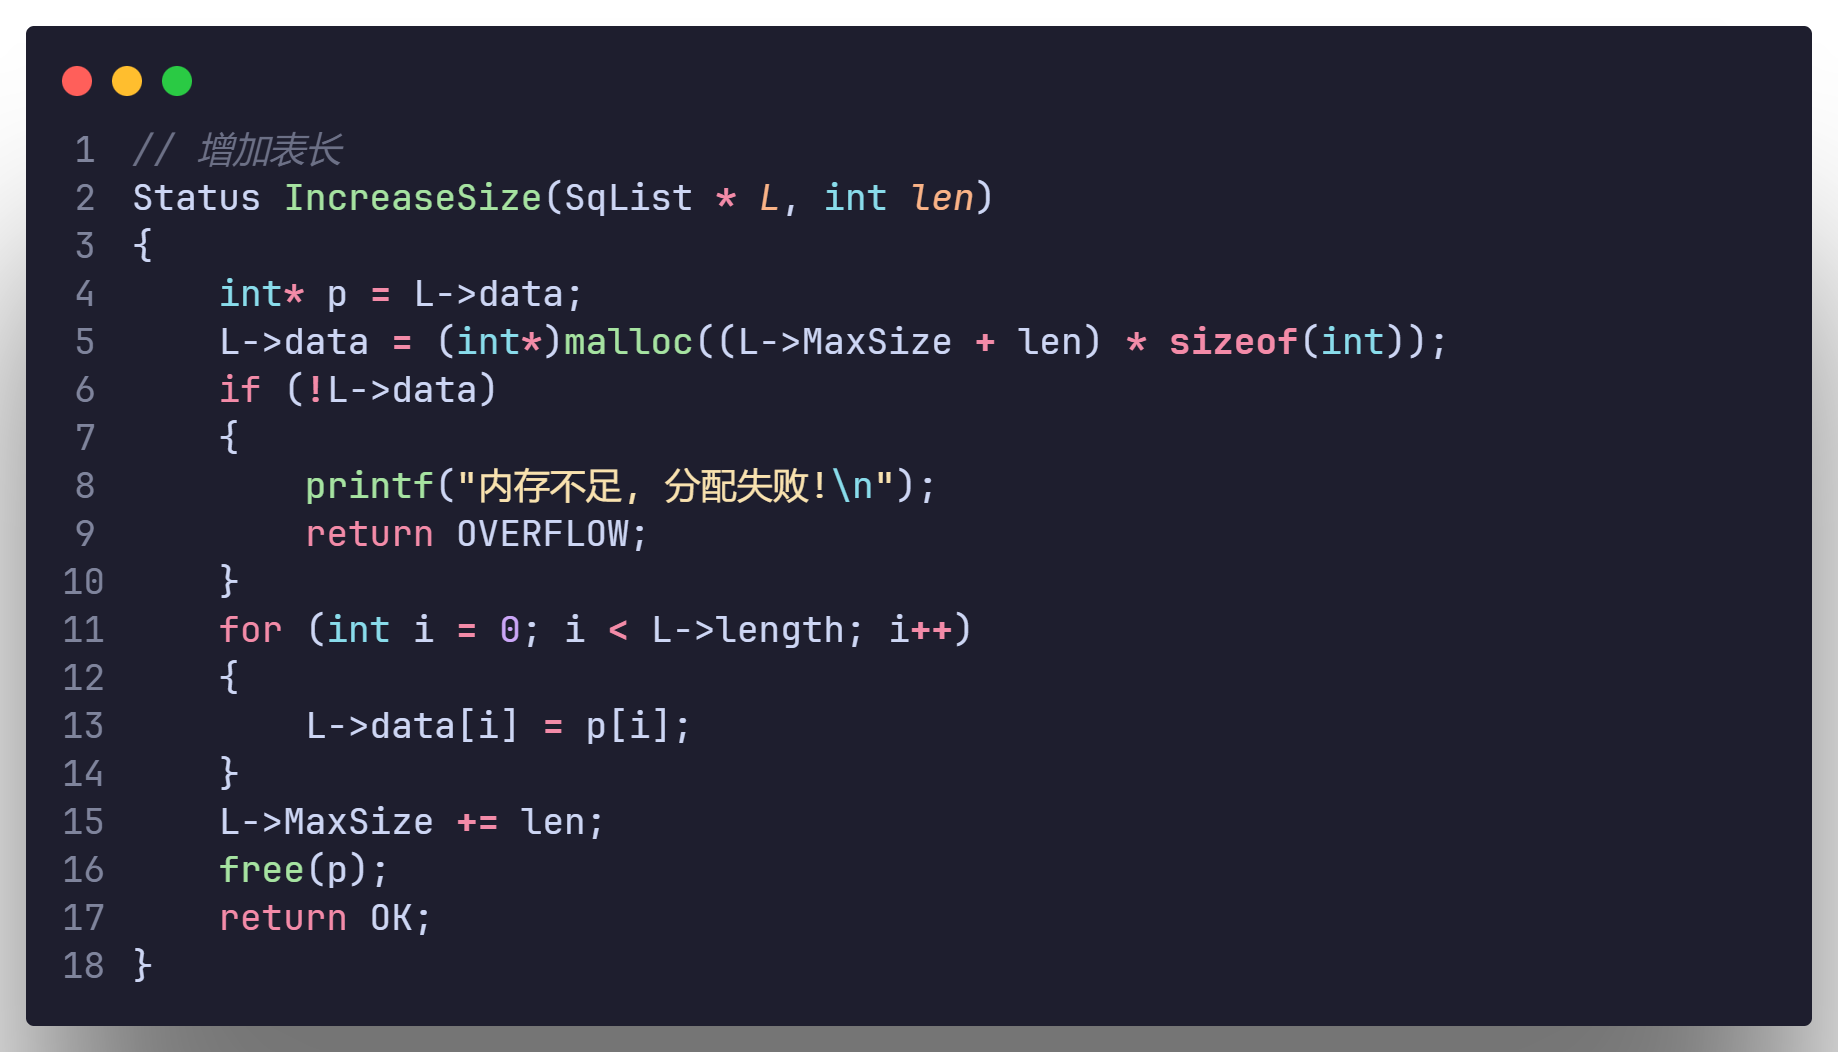 1 // 增加表长
2 Status IncreaseSize(SqList * L, int len)
3 {
4     int* p = L->data;
5     L->data = (int*)malloc((L->MaxSize + len) * sizeof(int));
6     if (!L->data)
7     {
8         printf("内存不足, 分配失败!\n");
9         return OVERFLOW;
10     }
11     for (int i = 0; i < L->length; i++)
12     {
13         L->data[i] = p[i];
14     }
15     L->MaxSize += len;
16     free(p);
17     return OK;
18 }